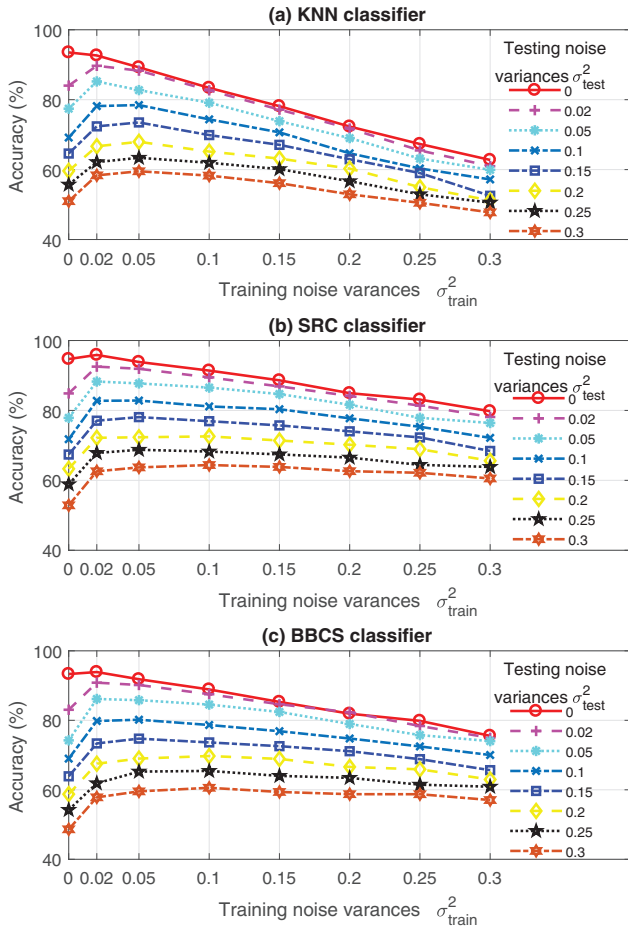 (a) KNN classifier
100
80
60
40
Accuracy (%)
0 0.02 0.05 0.1 0.15 0.2 0.25 0.3
Training noise varances σ²train
Testing noise
variances σ²test
0
0.02
0.05
0.1
0.15
0.2
0.25
0.3
(b) SRC classifier
100
80
60
40
Accuracy (%)
0 0.02 0.05 0.1 0.15 0.2 0.25 0.3
Training noise variances σ²train
Testing noise
variances σ²test
0
0.02
0.05
0.1
0.15
0.2
0.25
0.3
(c) BBCS classifier
100
80
60
40
Accuracy (%)
0 0.02 0.05 0.1 0.15 0.2 0.25 0.3
Training noise variances σ²train
Testing noise
variances σ²test
0
0.02
0.05
0.1
0.15
0.2
0.25
0.3